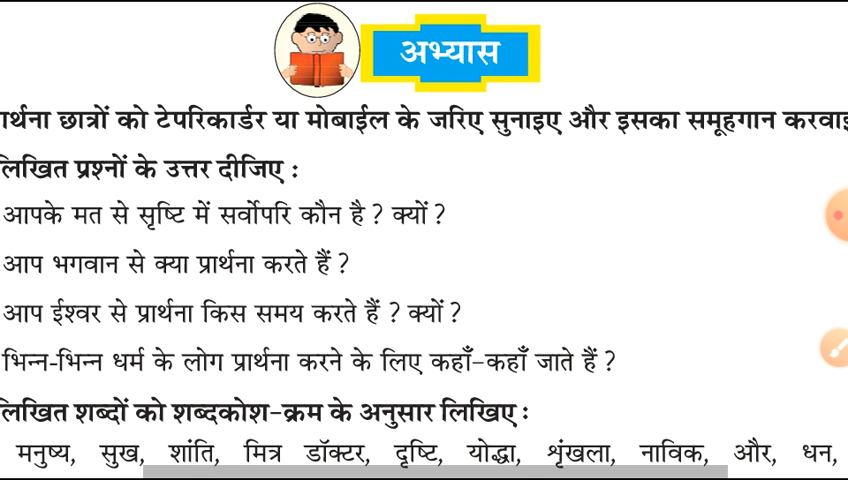 अभ्यास
र्थना छात्रों को टेपरिकार्डर या मोबाईल के जरिए सुनाइए और इसका समूहगान करवाइ
लिखित प्रश्नों के उत्तर दीजिए :
आपके मत से सृष्टि में सर्वोपरि कौन है ? क्यों ?
आप भगवान से क्या प्रार्थना करते हैं ?
आप ईश्वर से प्रार्थना किस समय करते हैं ? क्यों ?
भिन्न-भिन्न धर्म के लोग प्रार्थना करने के लिए कहाँ-कहाँ जाते हैं ?
लिखित शब्दों को शब्दकोश-क्रम के अनुसार लिखिए :
मनुष्य, सुख, शांति, मित्र डॉक्टर, दृष्टि, योद्धा, शृंखला, नाविक, और, धन,